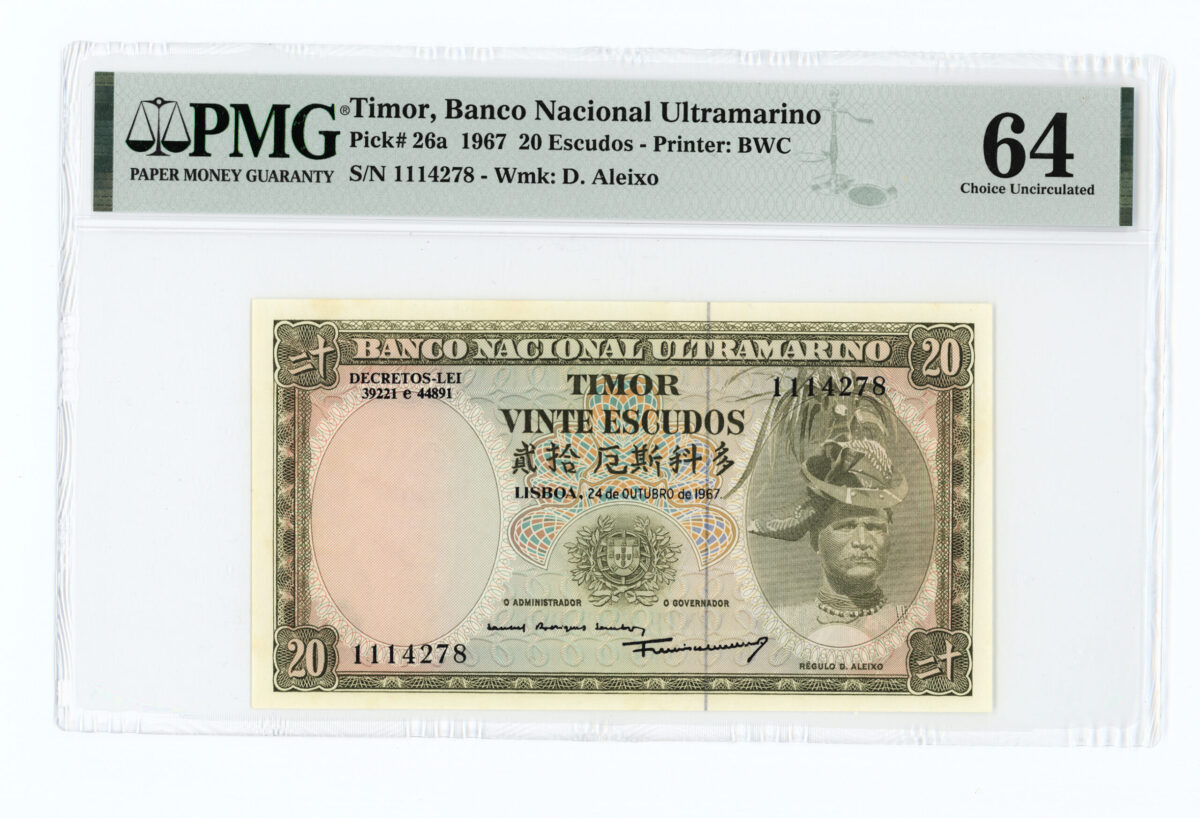 PMG®
PAPER MONEY GUARANTY
Timor, Banco Nacional Ultramarino
Pick# 26a 1967 20 Escudos - Printer: BWC
S/N 1114278 - Wmk: D. Aleixo
64
Choice Uncirculated
二十 BANCO NACIONAL ULTRAMARINO 20
DECRETOS-LEI
39221 e 44891
TIMOR
1114278
VINTE ESCUDOS
貳拾厄斯科多
LISBOA, 24 de OUTUBRO de 1967.
O ADMINISTRADOR O GOVERNADOR
20 1114278
RÉGULO D. ALEIXO
二十